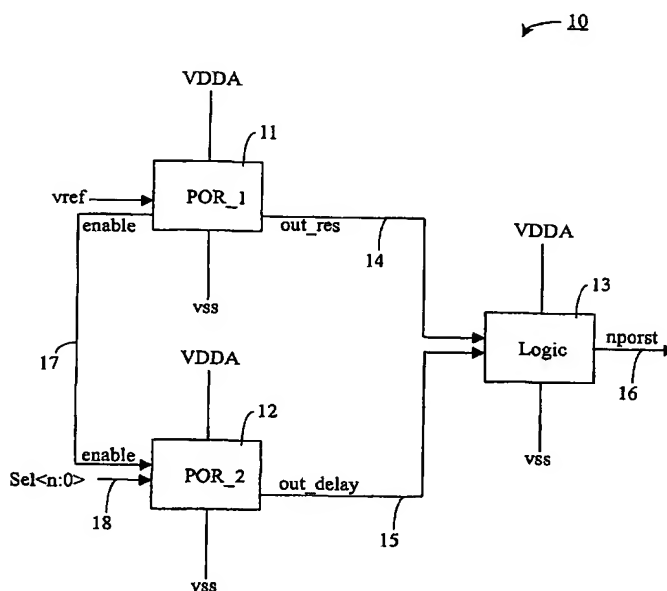 10
VDDA
11
vref
POR_1
enable
out_res
14
VDDA
13
vss
Logic
nporst
16
17
VDDA
12
vss
enable
POR_2
Sel<n:0>
out_delay
18
15
vss